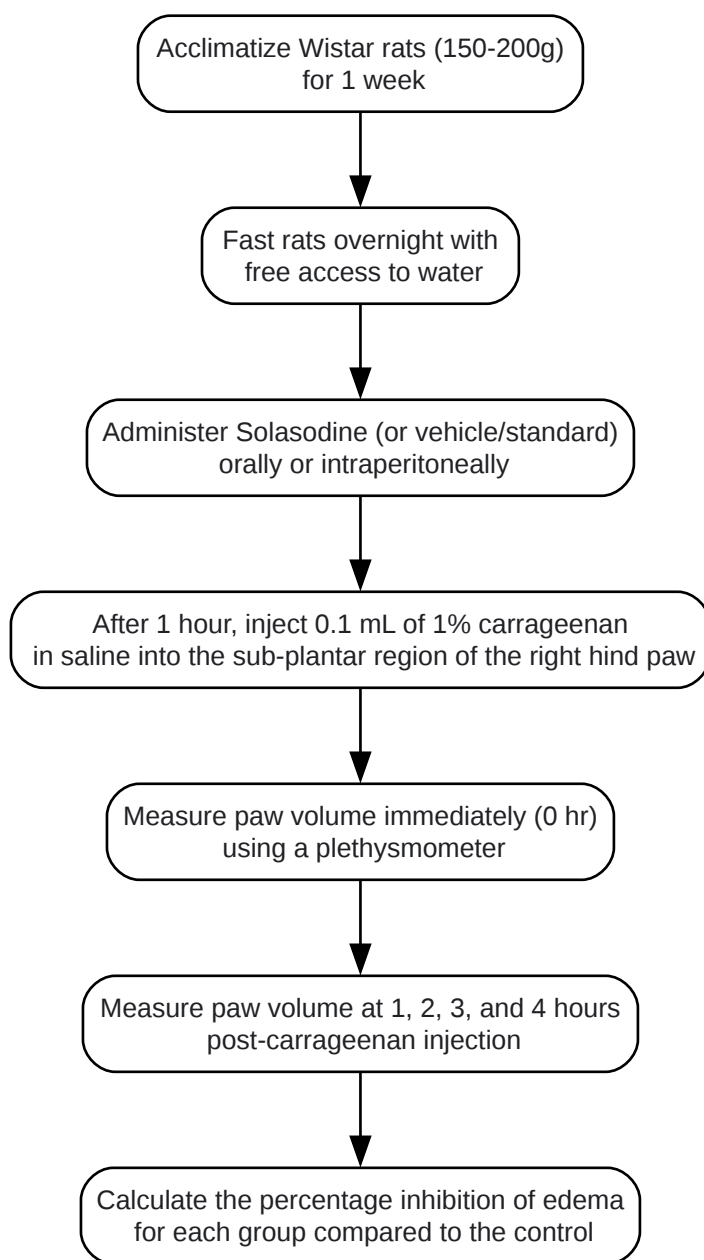 Acclimatize Wistar rats (150-200g)
for 1 week
Fast rats overnight with
free access to water
Administer Solasodine (or vehicle/standard)
orally or intraperitoneally
After 1 hour, inject 0.1 mL of 1% carrageenan
in saline into the sub-plantar region of the right hind paw
Measure paw volume immediately (0 hr)
using a plethysmometer
Measure paw volume at 1, 2, 3, and 4 hours
post-carrageenan injection
Calculate the percentage inhibition of edema
for each group compared to the control